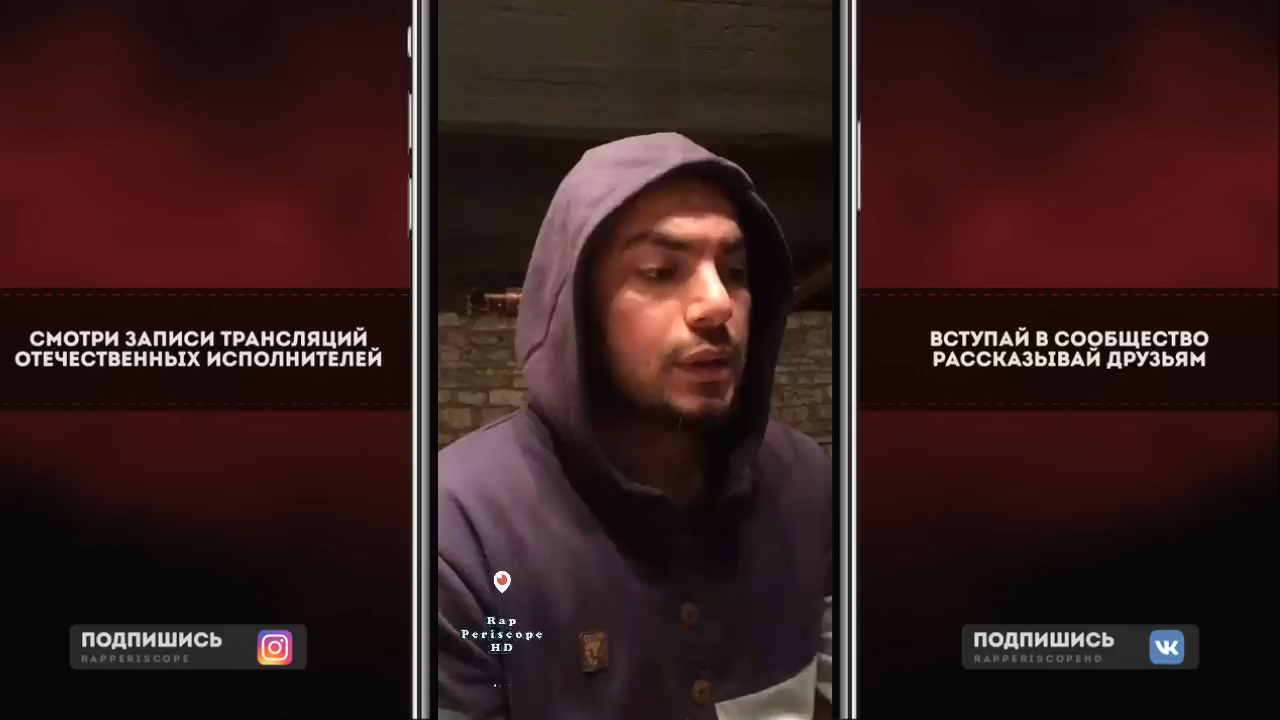 СМОТРИ ЗАПИСИ ТРАНСЛЯЦИЙ
ОТЕЧЕСТВЕННЫХ ИСПОЛНИТЕЛЕЙ
ВСТУПАЙ В СООБЩЕСТВО
РАССКАЗЫВАЙ ДРУЗЬЯМ
Rap
Periscope
HD
ПОДПИШИСЬ
RAPPERISCOPE
ПОДПИШИСЬ
RAPPERISCOPEHD